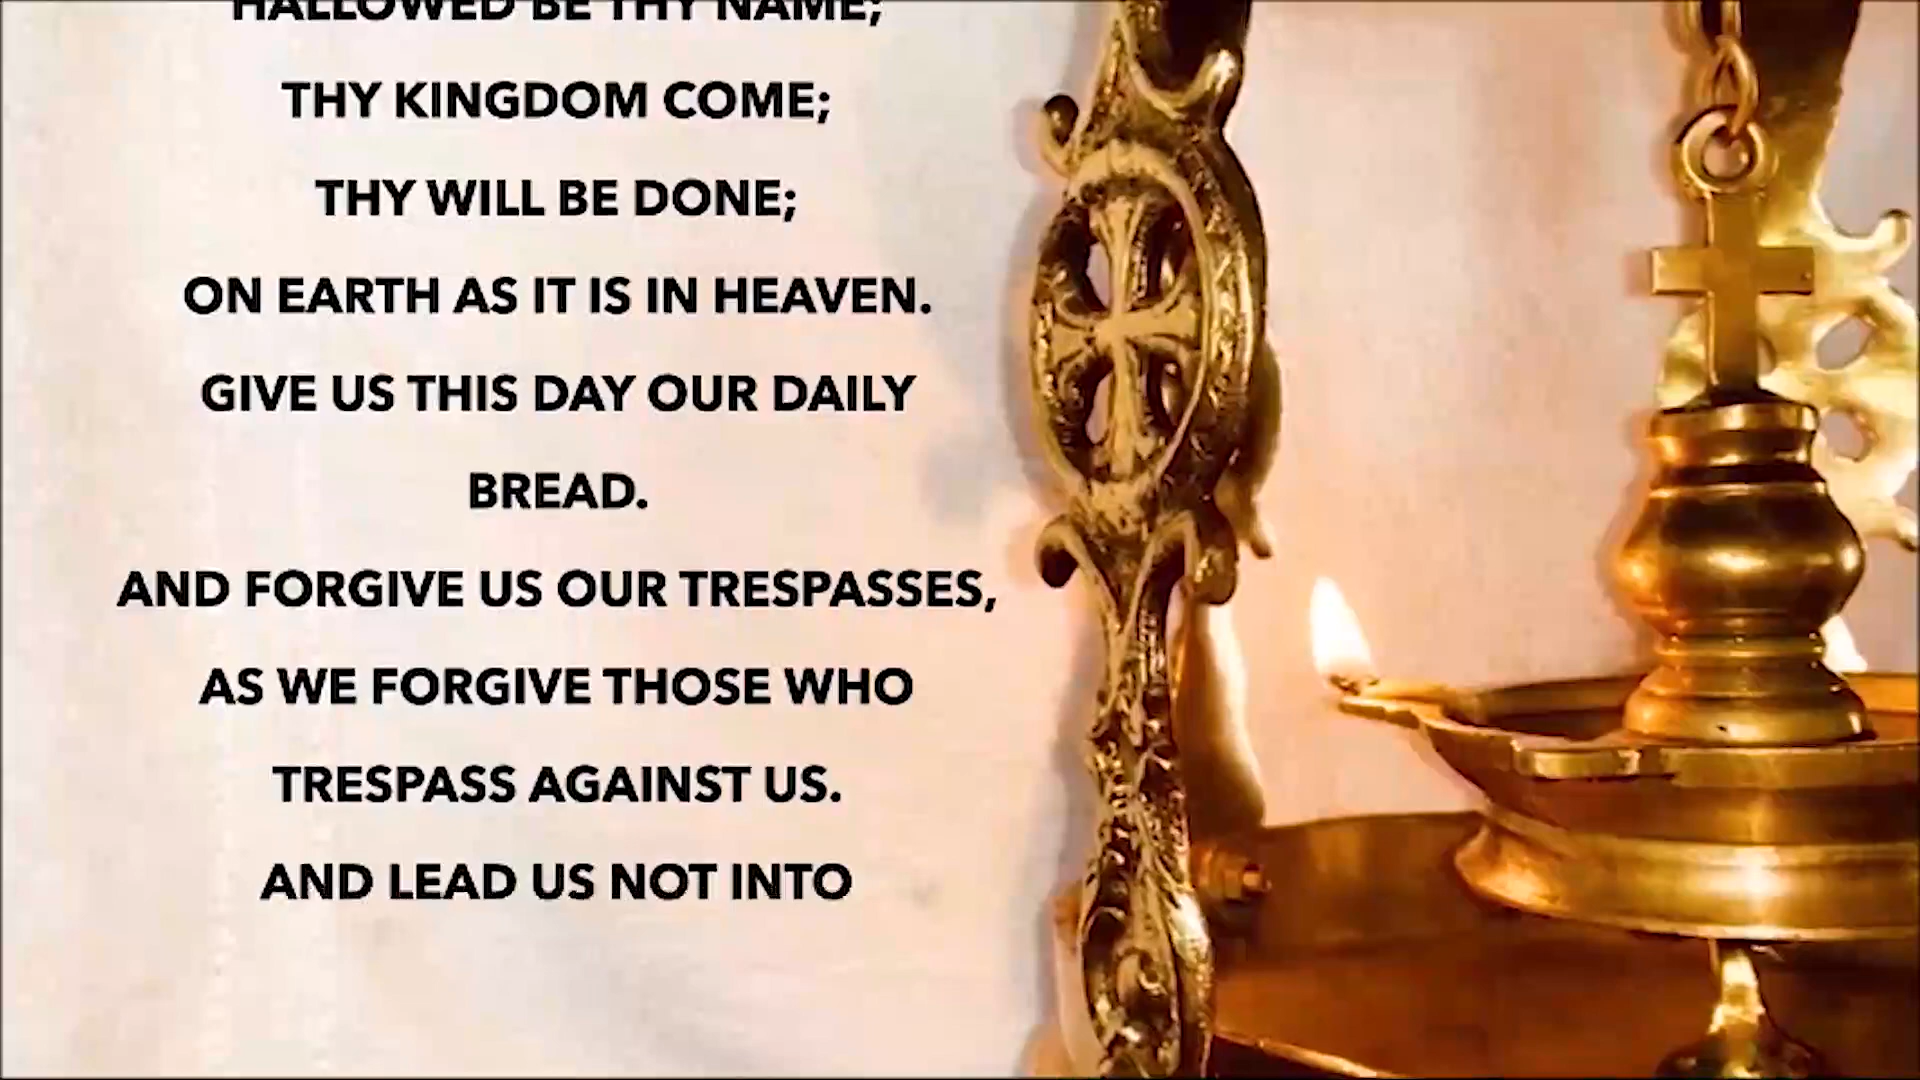 HALLOWED BE THY NAME;
THY KINGDOM COME;
THY WILL BE DONE;
ON EARTH AS IT IS IN HEAVEN.
GIVE US THIS DAY OUR DAILY
BREAD.
AND FORGIVE US OUR TRESPASSES,
AS WE FORGIVE THOSE WHO
TRESPASS AGAINST US.
AND LEAD US NOT INTO